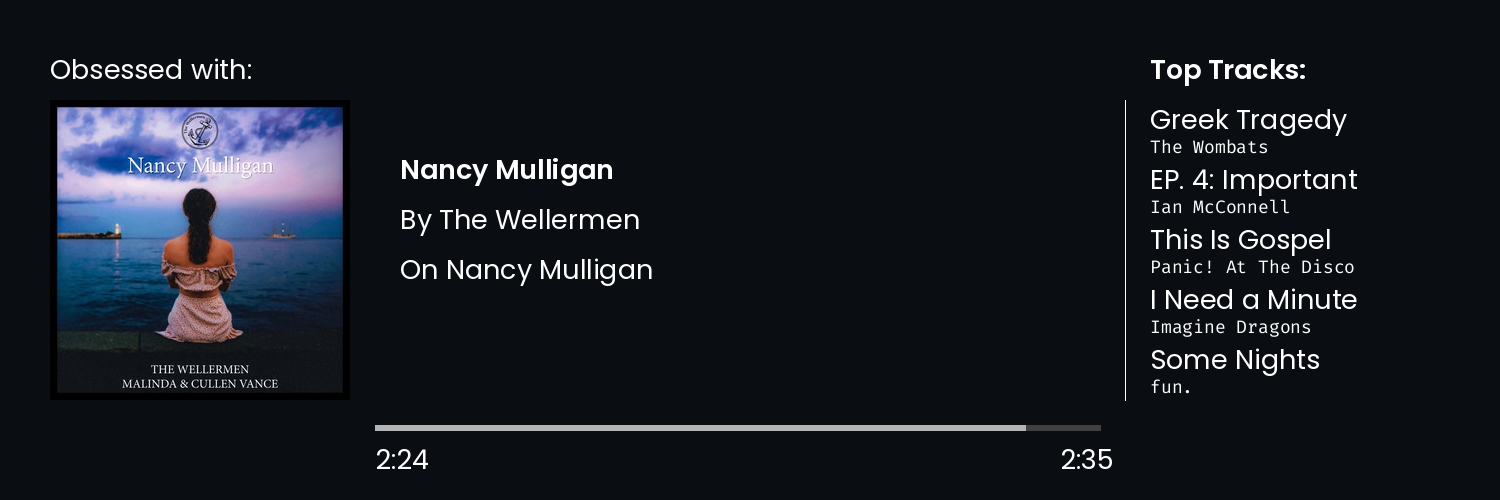 Obsessed with:
Nancy Mulligan
THE WELLERMEN
MALINDA & CULLEN VANCE
Nancy Mulligan
By The Wellermen
On Nancy Mulligan
2:24
2:35
Top Tracks:
Greek Tragedy
The Wombats
EP. 4: Important
Ian McConnell
This Is Gospel
Panic! At The Disco
I Need a Minute
Imagine Dragons
Some Nights
fun.